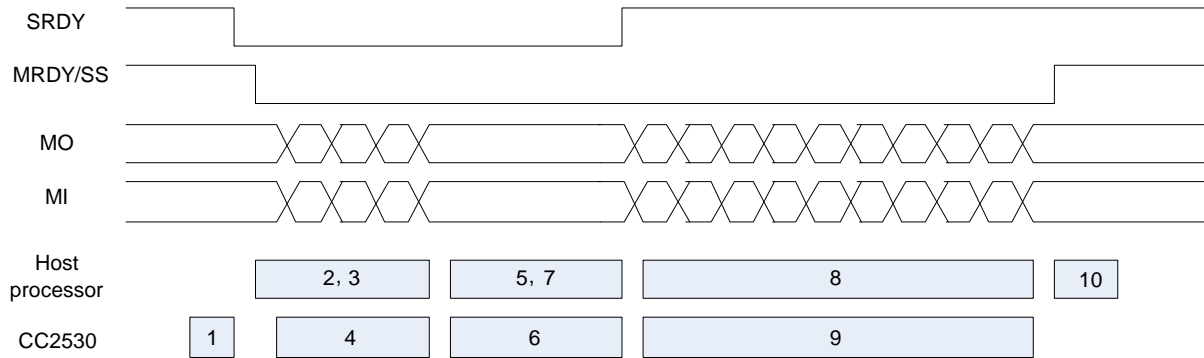 SRDY
MRDY/SS
MO
MI
Host
processor
2, 3
5, 7
8
10
CC2530
1
4
6
9